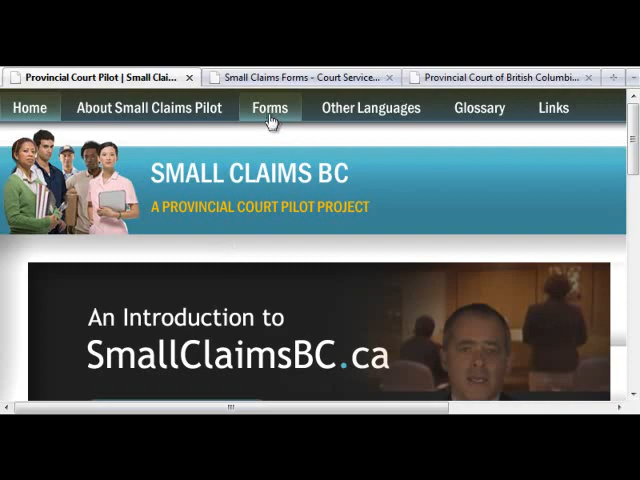 Provincial Court Pilot | Small Clai...
Small Claims Forms - Court Service...
Provincial Court of British Columbi...
Home
About Small Claims Pilot
Forms
Other Languages
Glossary
Links
SMALL CLAIMS BC
A PROVINCIAL COURT PILOT PROJECT
An Introduction to
SmallClaimsBC.ca